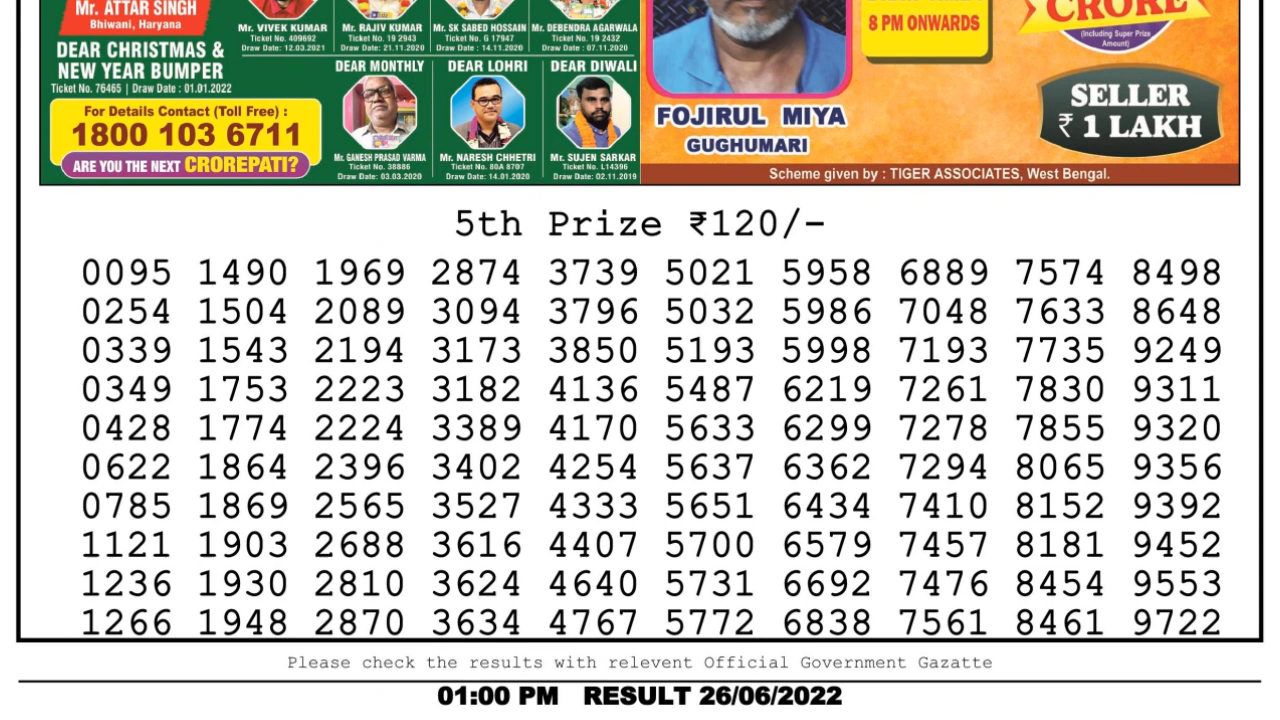 Mr. ATTAR SINGH
Bhiwani, Haryana
DEAR CHRISTMAS &
NEW YEAR BUMPER
Ticket No. 76465 | Draw Date : 01.01.2022
For Details Contact (Toll Free) :
1800 103 6711
ARE YOU THE NEXT CROREPATI?
Mr. VIVEK KUMAR
Ticket No. 409692
Draw Date: 12.03.2021
Mr. RAJIV KUMAR
Ticket No. 19 2943
Draw Date: 21.11.2020
Mr. SK SABED HOSSAIN
Ticket No. G 17947
Draw Date : 14.11.2020
Mr. DEBENDRA AGARWALA
Ticket No. 19 2432
Draw Date : 07.11.2020
DEAR MONTHLY
Mr. GANESH PRASAD VARMA
Ticket No. 38886
Draw Date: 03.03.2020
DEAR LOHRI
Mr. NARESH CHHETRI
Ticket No. 80A 8707
Draw Date: 14.01.2020
DEAR DIWALI
Mr. SUJEN SARKAR
Ticket No. L14396
Draw Date: 02.11.2019
FOJIRUL MIYA
GUGHUMARI
8 PM ONWARDS
CRORE
(Including Super Prize
Amount)
SELLER
₹ 1 LAKH
Scheme given by : TIGER ASSOCIATES, West Bengal.
5th Prize ₹120/-
0095 1490 1969 2874 3739 5021 5958 6889 7574 8498
0254 1504 2089 3094 3796 5032 5986 7048 7633 8648
0339 1543 2194 3173 3850 5193 5998 7193 7735 9249
0349 1753 2223 3182 4136 5487 6219 7261 7830 9311
0428 1774 2224 3389 4170 5633 6299 7278 7855 9320
0622 1864 2396 3402 4254 5637 6362 7294 8065 9356
0785 1869 2565 3527 4333 5651 6434 7410 8152 9392
1121 1903 2688 3616 4407 5700 6579 7457 8181 9452
1236 1930 2810 3624 4640 5731 6692 7476 8454 9553
1266 1948 2870 3634 4767 5772 6838 7561 8461 9722
Please check the results with relevent Official Government Gazatte
01:00 PM RESULT 26/06/2022